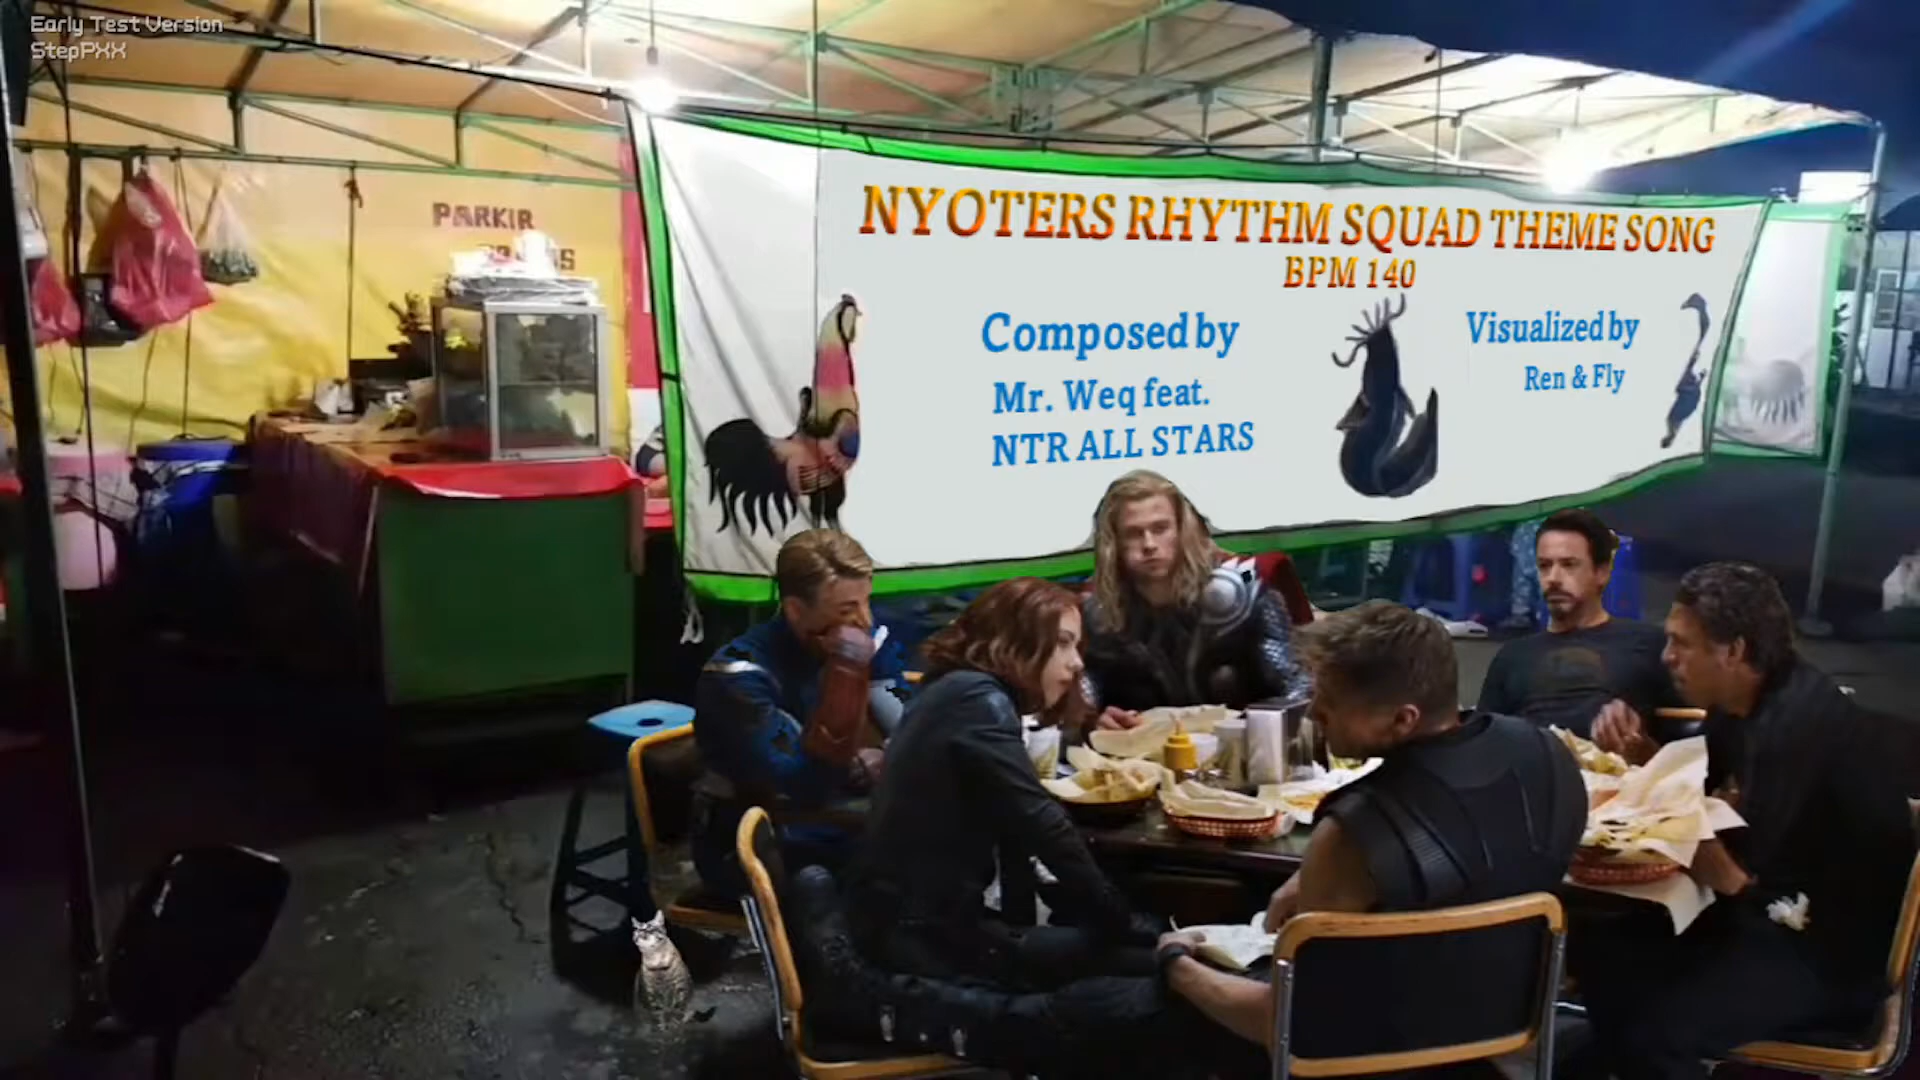 Early Test Version
StepPXX
PARKIR
NYOTERS RHYTHM SQUAD THEME SONG
BPM 140
Composed by
Mr. Weq feat.
NTR ALL STARS
Visualized by
Ren & Fly